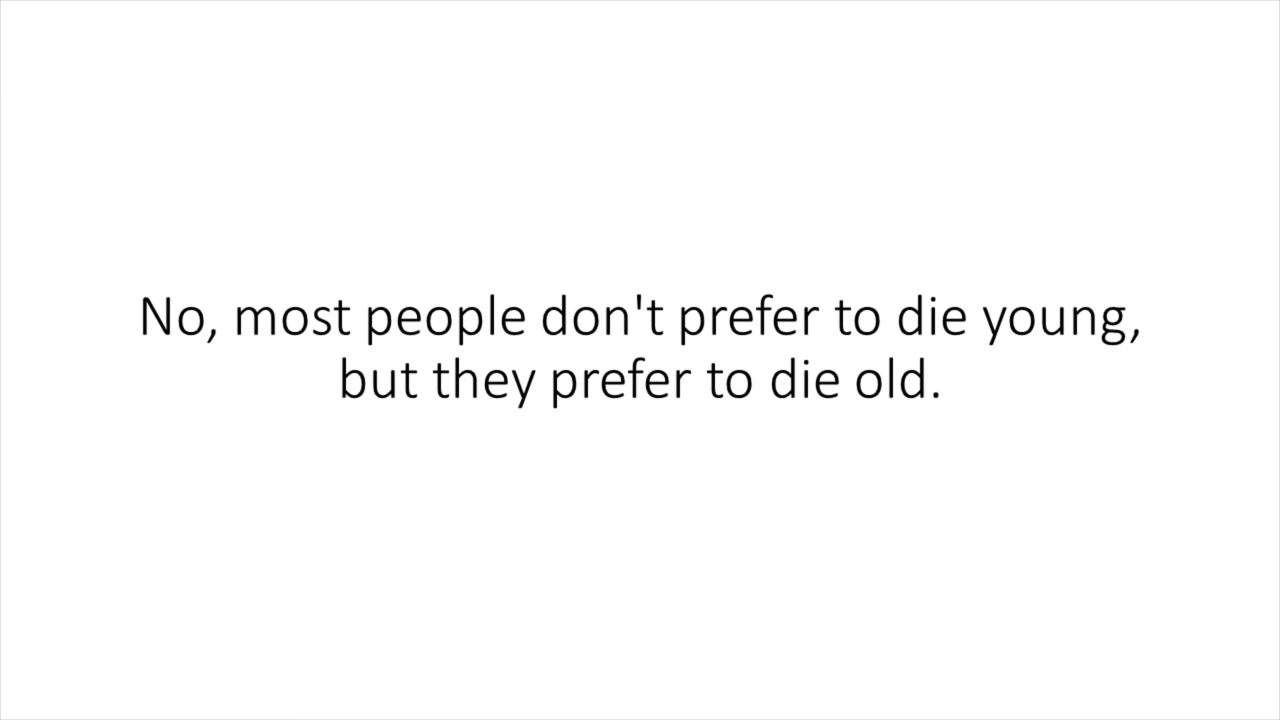 No, most people don't prefer to die young,
but they prefer to die old.